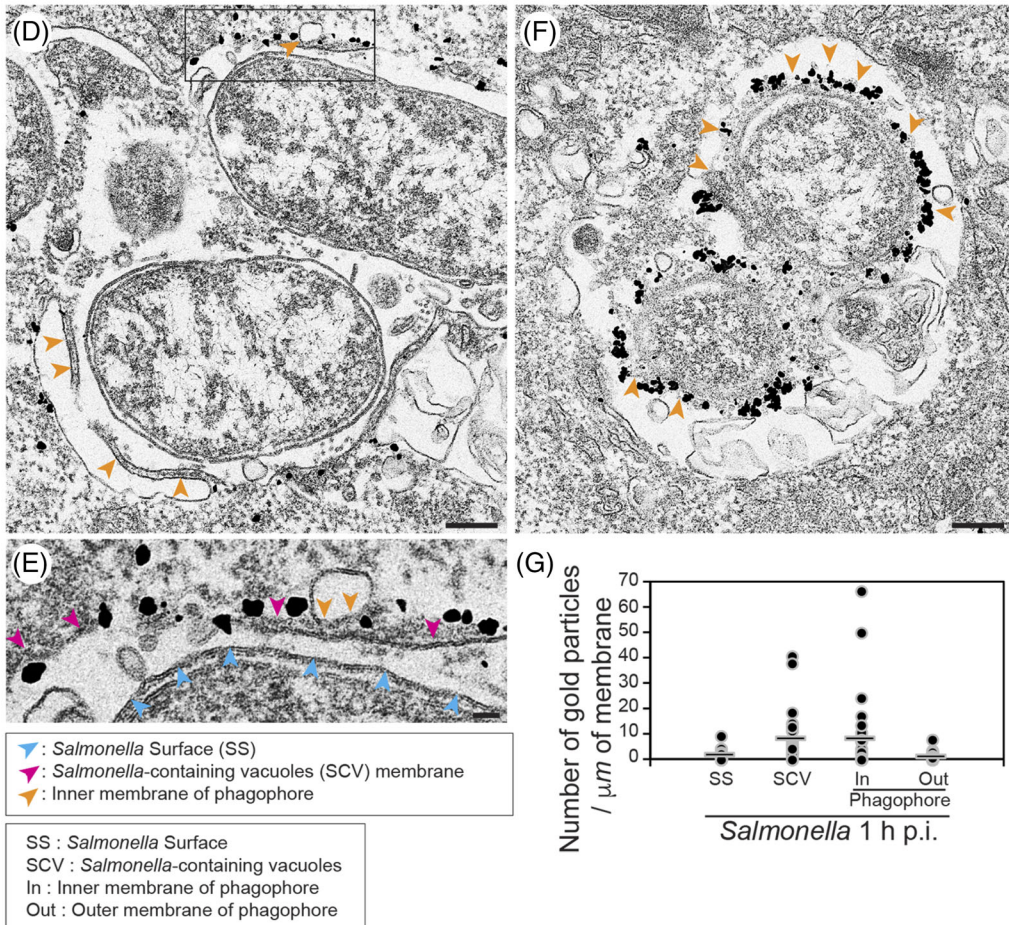 (D)
(F)
(E)
(G)
Number of gold particles
/ μm of membrane
70
60
50
40
30
20
10
0
SS SCV In Out
Phagophore
Salmonella 1 h p.i.
: Salmonella Surface (SS)
: Salmonella-containing vacuoles (SCV) membrane
: Inner membrane of phagophore
SS : Salmonella Surface
SCV : Salmonella-containing vacuoles
In : Inner membrane of phagophore
Out : Outer membrane of phagophore